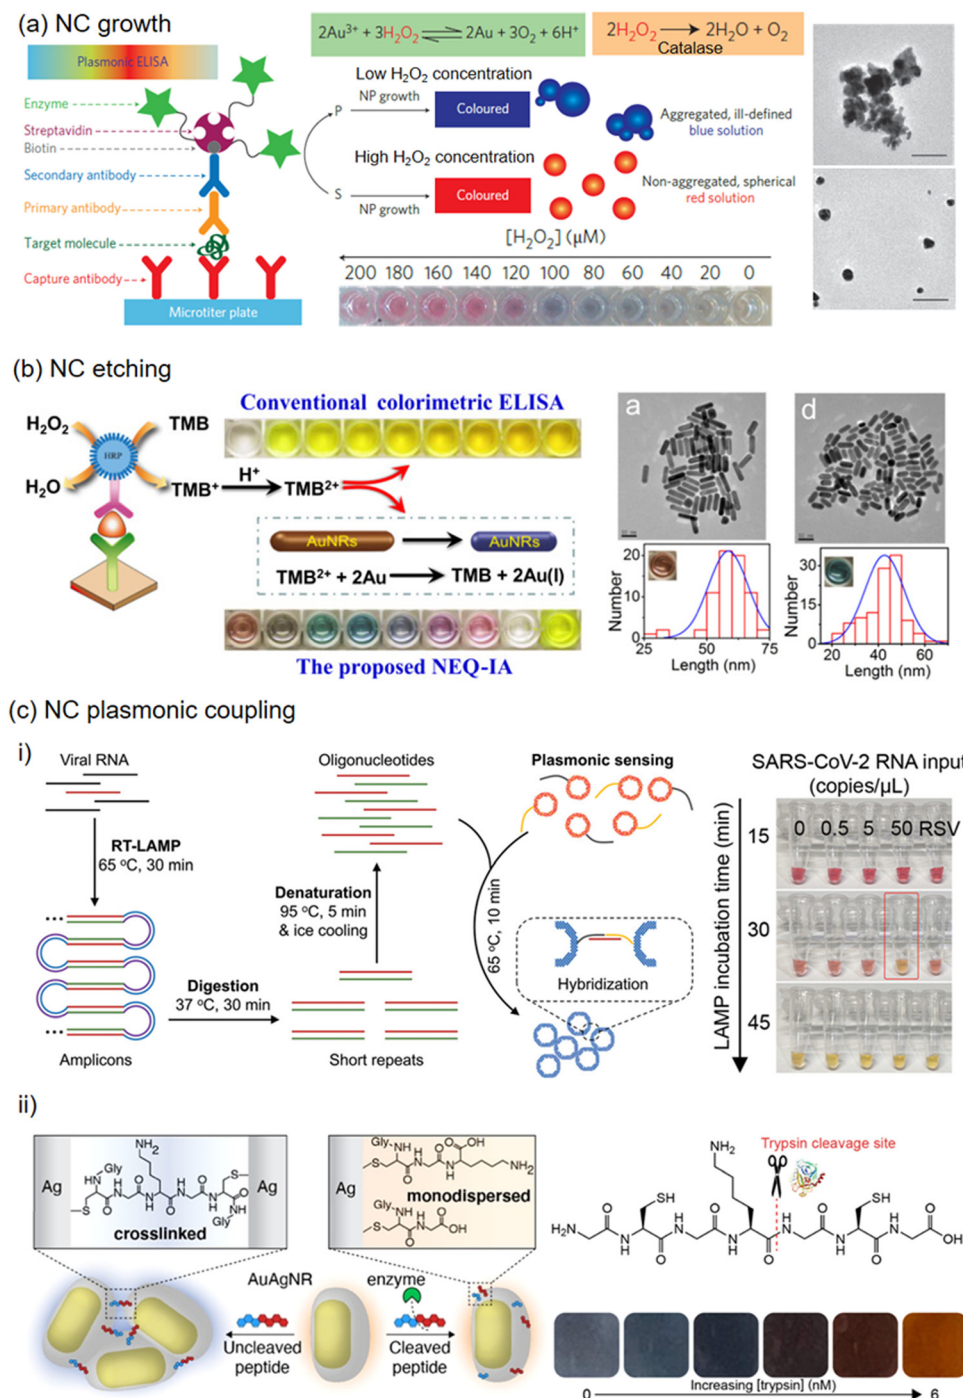 (a) NC growth
Plasmonic ELISA
Enzyme
Streptavidin
Biotin
Secondary antibody
Primary antibody
Target molecule
Capture antibody
Microtiter plate
2Au³⁺ + 3H₂O₂ ⇌ 2Au + 3O₂ + 6H⁺
2H₂O₂ → 2H₂O + O₂
Catalase
Low H₂O₂ concentration
P
NP growth
Coloured
Aggregated, ill-defined
blue solution
High H₂O₂ concentration
S
NP growth
Coloured
Non-aggregated, spherical
red solution
[H₂O₂] (µM)
200 180 160 140 120 100 80 60 40 20 0
(b) NC etching
Conventional colorimetric ELISA
H₂O₂
TMB
HRP
H₂O
TMB⁺
H⁺
TMB²⁺
AuNRs
AuNRs
TMB²⁺ + 2Au → TMB + 2Au(I)
The proposed NEQ-IA
a
Number
20
10
0
25 50 75
Length (nm)
d
Number
30
20
10
0
20 40 60
Length (nm)
(c) NC plasmonic coupling
i)
Viral RNA
RT-LAMP
65 °C, 30 min
Amplicons
Digestion
37 °C, 30 min
Oligonucleotides
Denaturation
95 °C, 5 min
& ice cooling
Short repeats
Plasmonic sensing
65 °C, 10 min
Hybridization
SARS-CoV-2 RNA input
(copies/µL)
LAMP incubation time (min)
0 0.5 5 50 RSV
15
30
45
ii)
Ag
NH₂
Gly
NH
O
S
H
N
crosslinked
Ag
Ag
Gly
NH
OH
NH₂
monodispersed
Gly
NH
OH
Ag
AuAgNR
Uncleaved
peptide
enzyme
Cleaved
peptide
Trypsin cleavage site
NH₂
SH
SH
H₂N
OH
0
Increasing [trypsin] (nM)
6